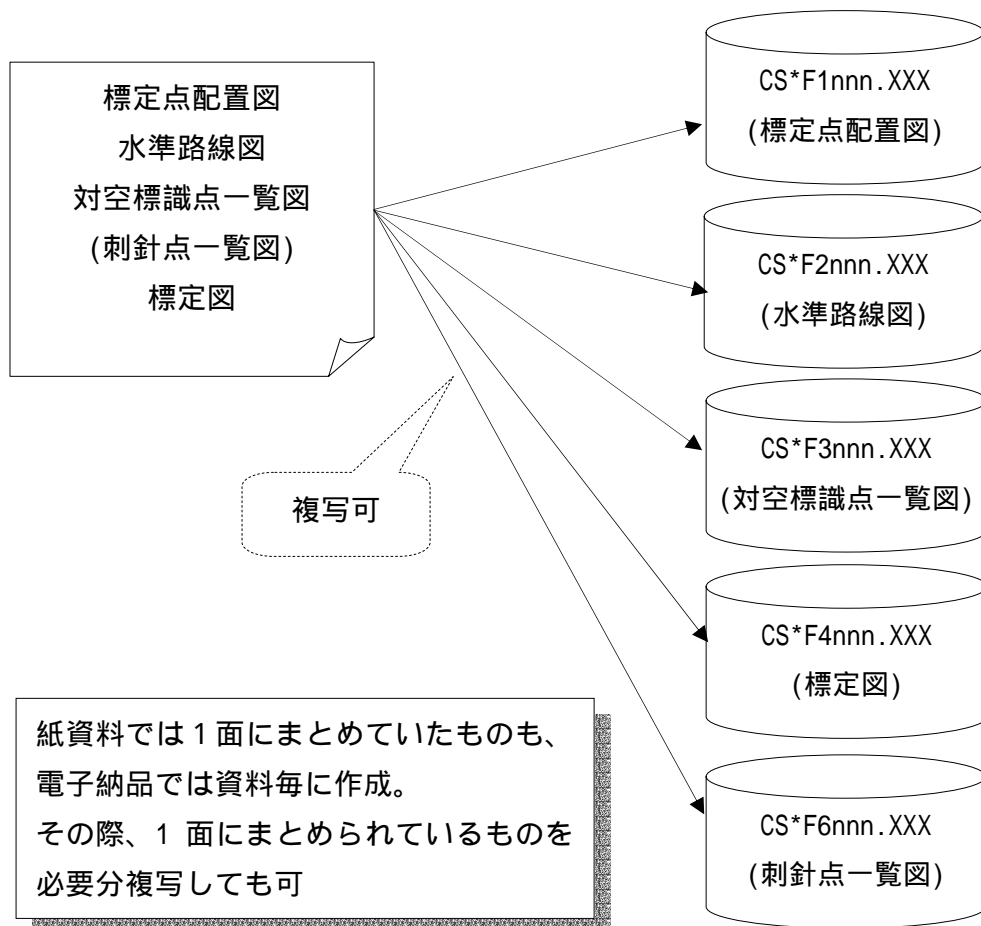 標定点配置図
水準路線図
対空標識点一覧図
(刺針点一覧図)
標定図
複写可
紙資料では1面にまとめていたものも、
電子納品では資料毎に作成。
その際、1 面にまとめられているものを
必要分複写しても可
CS*F1nnn.XXX
(標定点配置図)
CS*F2nnn.XXX
(水準路線図)
CS*F3nnn.XXX
(対空標識点一覧図)
CS*F4nnn.XXX
(標定図)
CS*F6nnn.XXX
(刺針点一覧図)